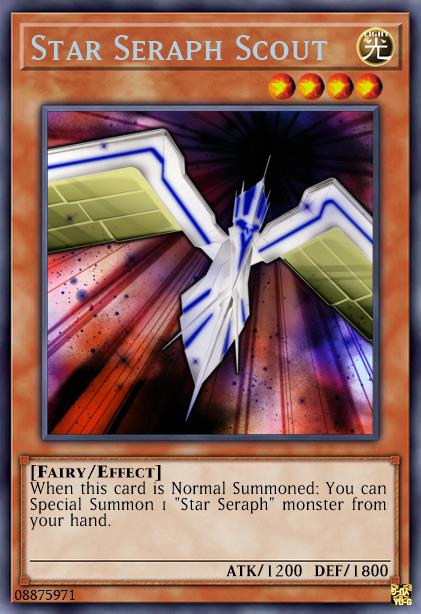 STAR SERAPH SCOUT
LIGHT
光
[FAIRY/EFFECT]
When this card is Normal Summoned: You can
Special Summon 1 "Star Seraph" monster from
your hand.
ATK/1200 DEF/1800
08875971